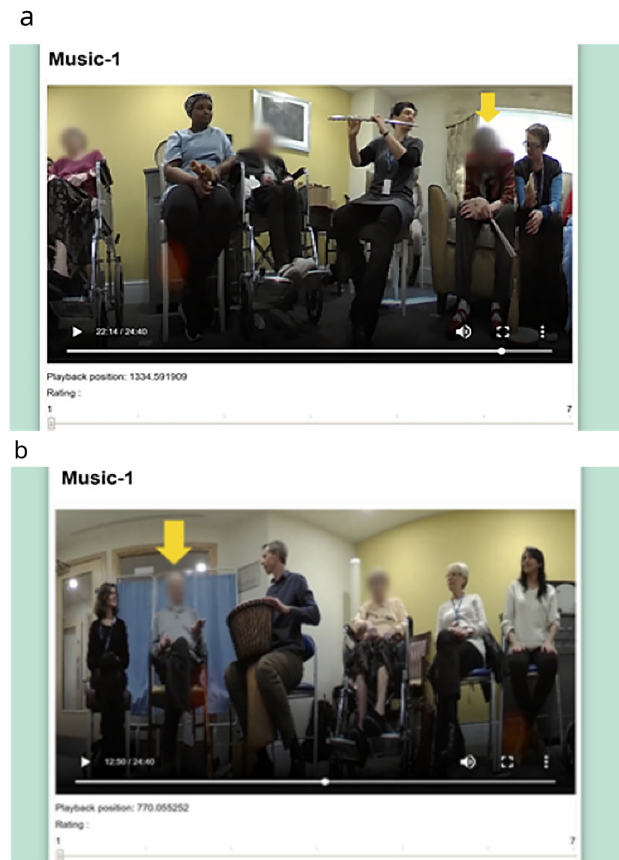 a
Music-1
22:14 / 24:40
Playback position: 1334.591909
Rating :
1 7
b
Music-1
12:50 / 24:40
Playback position: 770.055252
Rating :
1 7